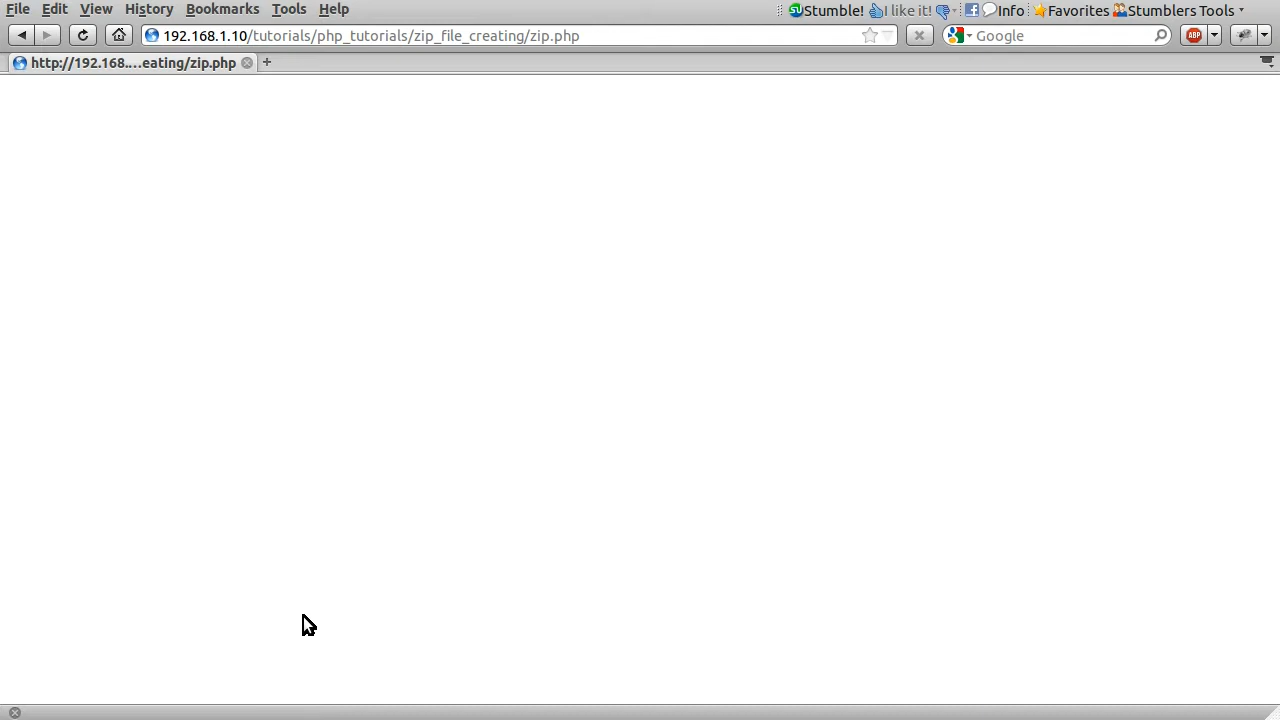 File Edit View History Bookmarks Tools Help Stumble! I like it! Info Favorites Stumblers Tools
192.168.1.10/tutorials/php_tutorials/zip_file_creating/zip.php Google ABP
http://192.168.…eating/zip.php